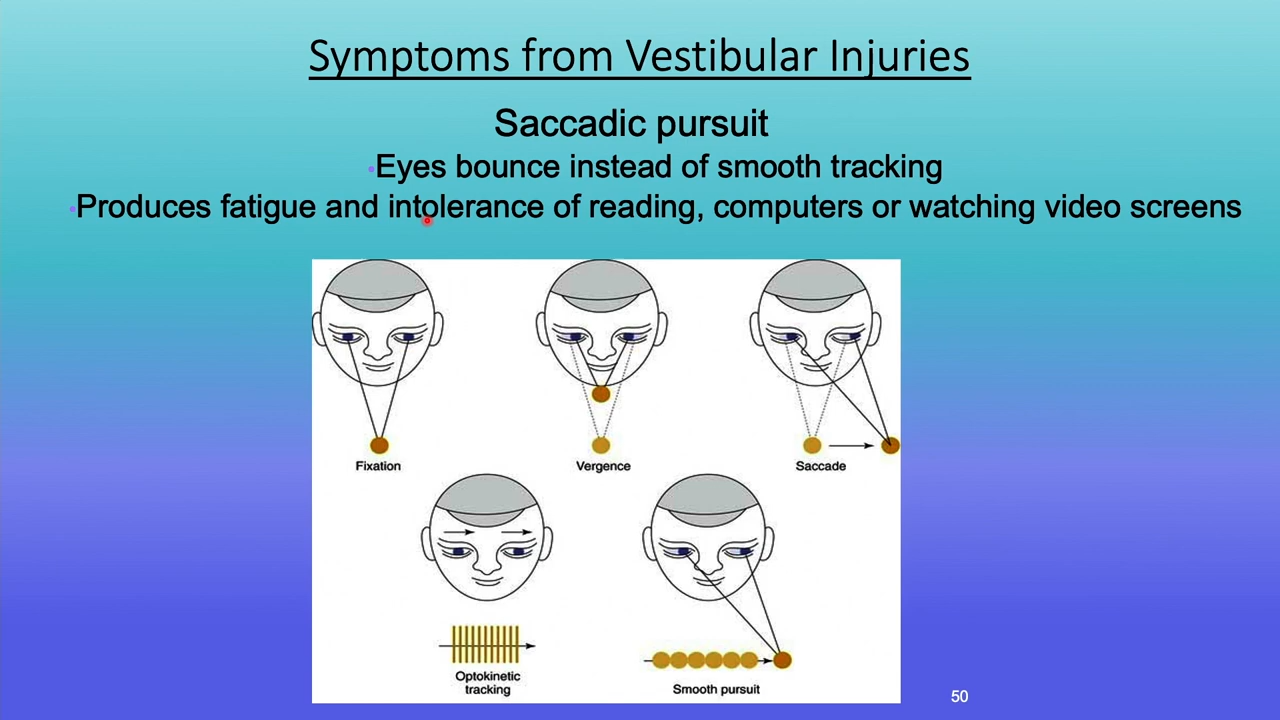 Symptoms from Vestibular Injuries
Saccadic pursuit
•Eyes bounce instead of smooth tracking
•Produces fatigue and intolerance of reading, computers or watching video screens
Fixation
Vergence
Saccade
Optokinetic
tracking
Smooth pursuit
50